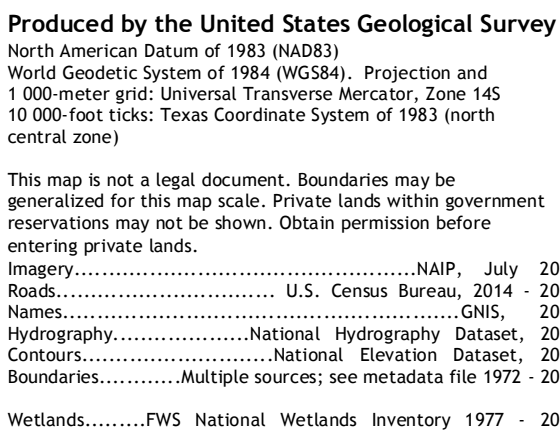 Produced by the United States Geological Survey
North American Datum of 1983 (NAD83)
World Geodetic System of 1984 (WGS84). Projection and
1 000-meter grid: Universal Transverse Mercator, Zone 14S
10 000-foot ticks: Texas Coordinate System of 1983 (north
central zone)
This map is not a legal document. Boundaries may be
generalized for this map scale. Private lands within government
reservations may not be shown. Obtain permission before
entering private lands.
Imagery.................................................NAIP, July 20
Roads............................... U.S. Census Bureau, 2014 - 20
Names.....................................................GNIS, 20
Hydrography....................National Hydrography Dataset, 20
Contours...........................National Elevation Dataset, 20
Boundaries............Multiple sources; see metadata file 1972 - 20
Wetlands.........FWS National Wetlands Inventory 1977 - 20